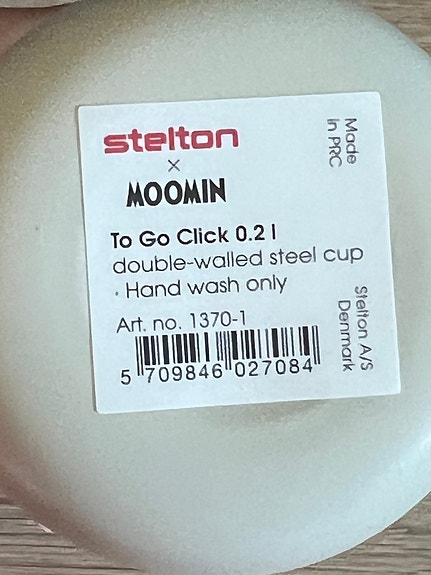 stelton
×
MOOMIN
To Go Click 0.2 l
double-walled steel cup
· Hand wash only
Art. no. 1370-1
5 709846 027084
Made
in PRC
Stelton A/S
Denmark